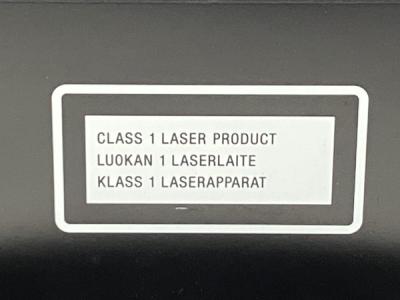 CLASS 1 LASER PRODUCT
LUOKAN 1 LASERLAITE
KLASS 1 LASERAPPARAT